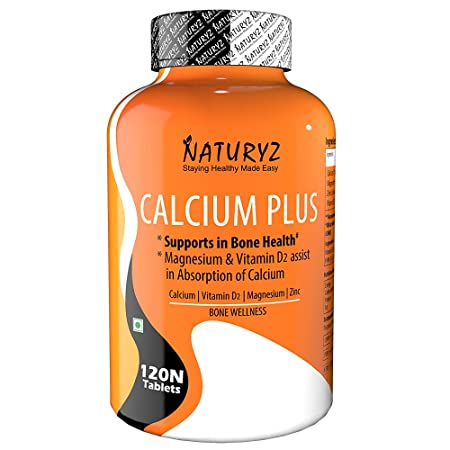 NATURYZ
Staying Healthy Made Easy
CALCIUM PLUS
Supports in Bone Health#
Magnesium & Vitamin D2 assist
in Absorption of Calcium
Calcium | Vitamin D2 | Magnesium | Zinc
BONE WELLNESS
120N
Tablets